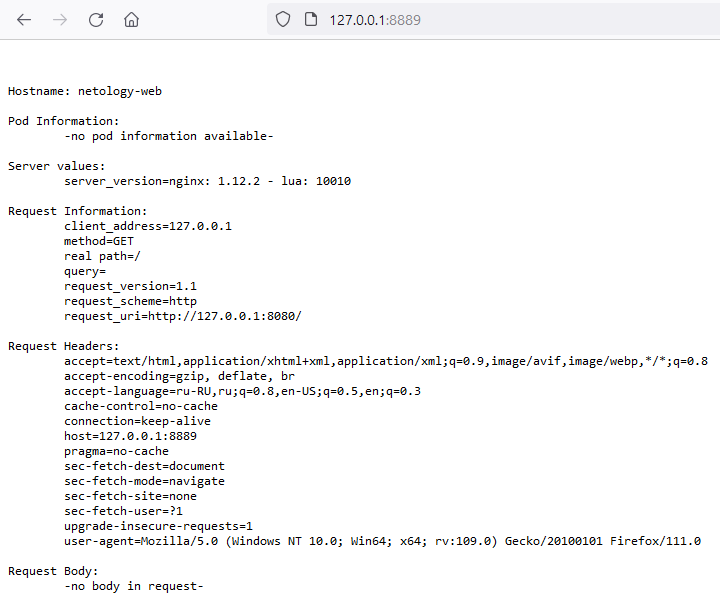 127.0.0.1:8889
Hostname: netology-web
Pod Information:
-no pod information available-
Server values:
server_version=nginx: 1.12.2 - lua: 10010
Request Information:
client_address=127.0.0.1
method=GET
real path=/
query=
request_version=1.1
request_scheme=http
request_uri=http://127.0.0.1:8080/
Request Headers:
accept=text/html,application/xhtml+xml,application/xml;q=0.9,image/avif,image/webp,*/*;q=0.8
accept-encoding=gzip, deflate, br
accept-language=ru-RU,ru;q=0.8,en-US;q=0.5,en;q=0.3
cache-control=no-cache
connection=keep-alive
host=127.0.0.1:8889
pragma=no-cache
sec-fetch-dest=document
sec-fetch-mode=navigate
sec-fetch-site=none
sec-fetch-user=?1
upgrade-insecure-requests=1
user-agent=Mozilla/5.0 (Windows NT 10.0; Win64; x64; rv:109.0) Gecko/20100101 Firefox/111.0
Request Body:
-no body in request-